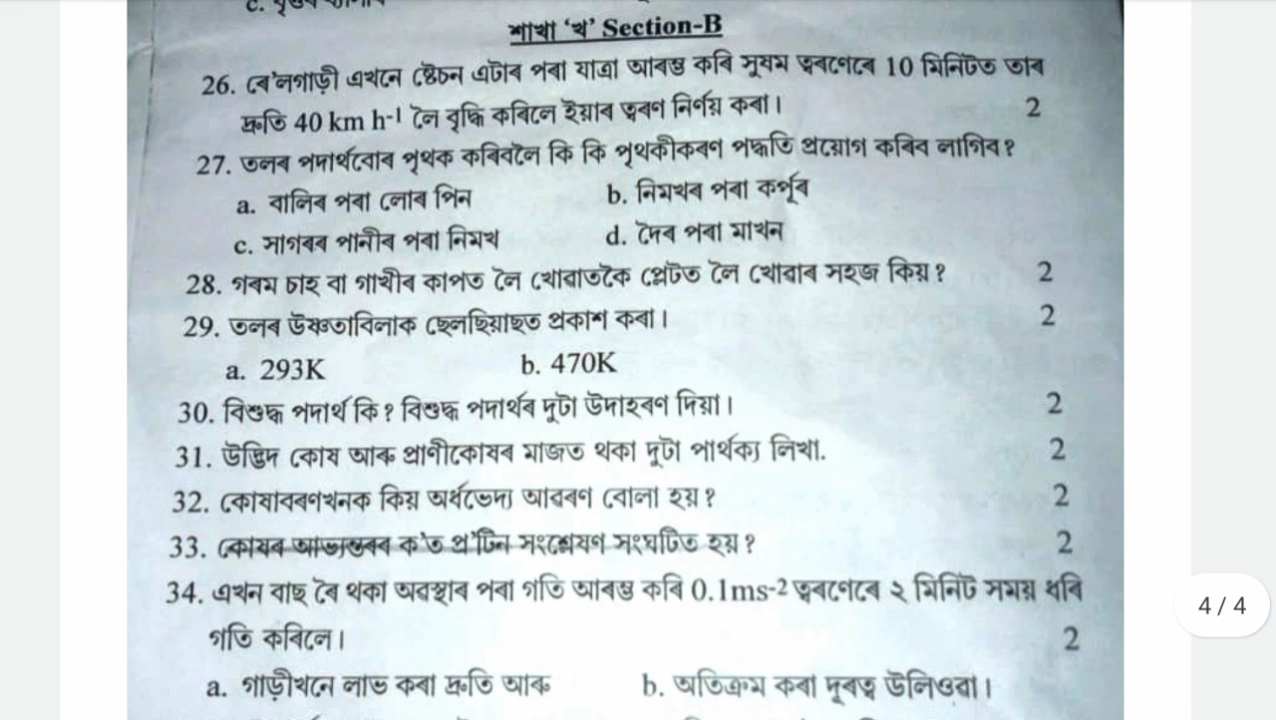 শাখা ‘খ’ Section-B
26. ৰে'লগাড়ী এখনে ষ্টেচন এটাৰ পৰা যাত্ৰা আৰম্ভ কৰি সুষম ত্বৰণেৰে 10 মিনিটত তাৰ
দ্ৰুতি 40 km h-1 লৈ বৃদ্ধি কৰিলে ইয়াৰ ত্বৰণ নিৰ্ণয় কৰা। 2
27. তলৰ পদাৰ্থবোৰ পৃথক কৰিবলৈ কি কি পৃথকীকৰণ পদ্ধতি প্ৰয়োগ কৰিব লাগিব?
a. বালিৰ পৰা লোৰ পিন b. নিমখৰ পৰা কৰ্পূৰ
c. সাগৰৰ পানীৰ পৰা নিমখ d. দৈৰ পৰা মাখন
28. গৰম চাহ বা গাখীৰ কাপত লৈ খোৱাতকৈ প্লেটত লৈ খোৱাৰ সহজ কিয়? 2
29. তলৰ উষ্ণতাবিলাক ছেলছিয়াছত প্ৰকাশ কৰা। 2
a. 293K b. 470K
30. বিশুদ্ধ পদাৰ্থ কি? বিশুদ্ধ পদাৰ্থৰ দুটা উদাহৰণ দিয়া। 2
31. উদ্ভিদ কোষ আৰু প্ৰাণীকোষৰ মাজত থকা দুটা পাৰ্থক্য লিখা. 2
32. কোষাবৰণখনক কিয় অৰ্ধভেদ্য আৱৰণ বোলা হয়? 2
33. কোষৰ আভ্যন্তৰৰ ক'ত প্ৰ'টিন সংশ্লেষণ সংঘটিত হয়? 2
34. এখন বাছ ৰৈ থকা অৱস্থাৰ পৰা গতি আৰম্ভ কৰি 0.1ms-2 ত্বৰণেৰে ২ মিনিট সময় ধৰি
গতি কৰিলে। 2
a. গাড়ীখনে লাভ কৰা দ্ৰুতি আৰু b. অতিক্ৰম কৰা দূৰত্ব উলিওৱা।
4 / 4